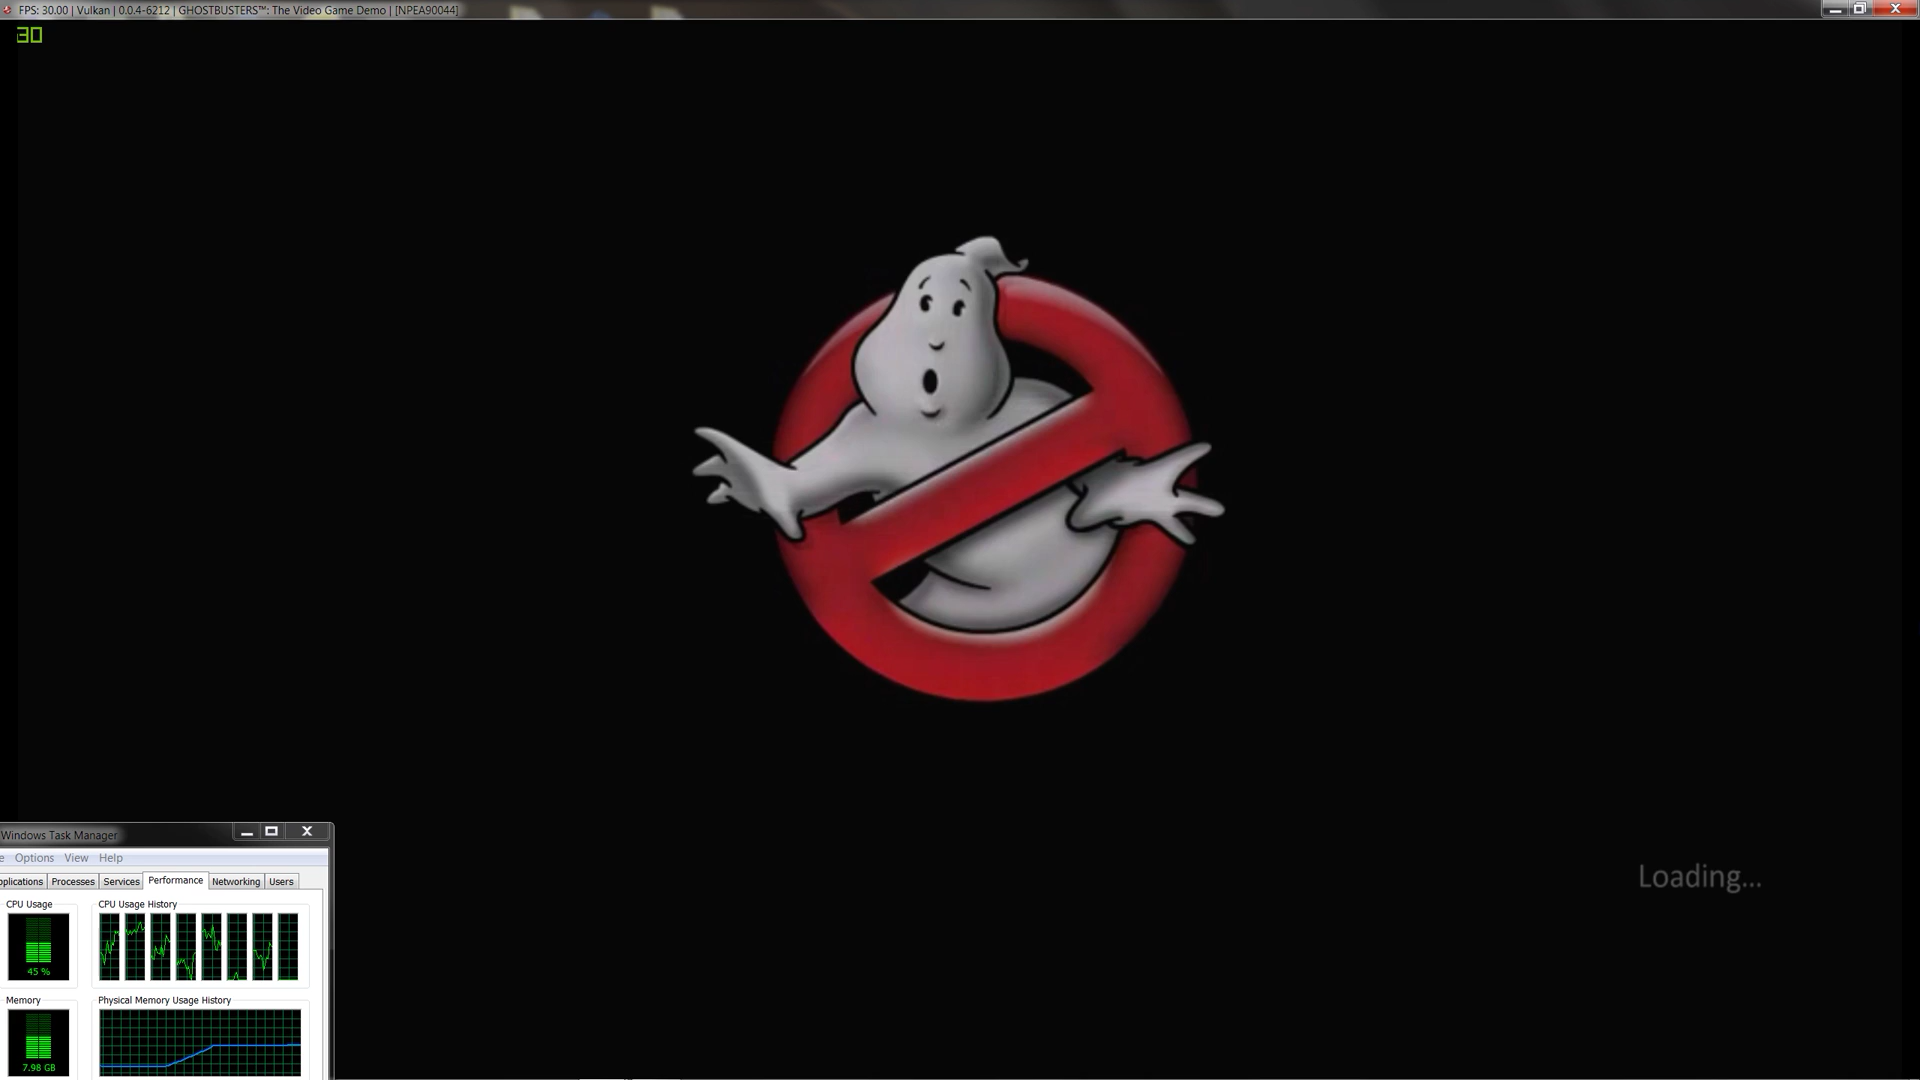 FPS: 30.00 | Vulkan | 0.0.4-6212 | GHOSTBUSTERS™: The Video Game Demo | [NPEA90044]
30
Loading...
Windows Task Manager
e Options View Help
pplications Processes Services Performance Networking Users
CPU Usage CPU Usage History
45 %
Memory Physical Memory Usage History
7.98 GB